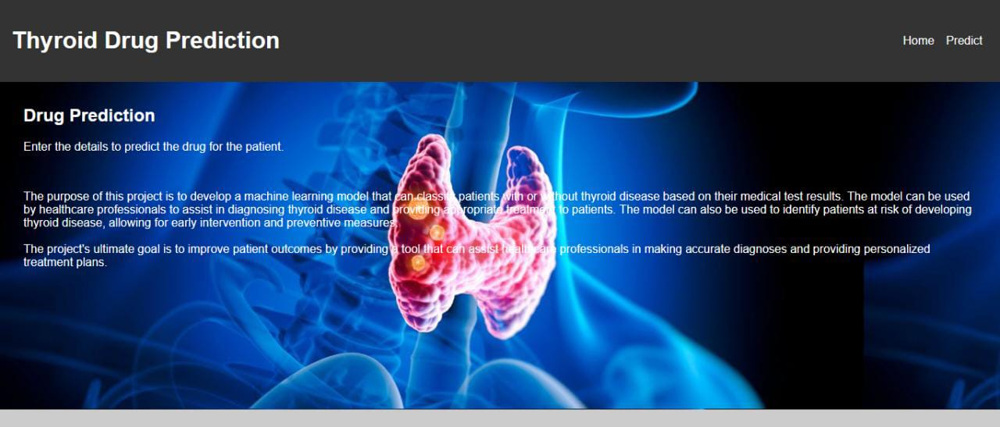 Thyroid Drug Prediction
Home Predict
Drug Prediction
Enter the details to predict the drug for the patient.
The purpose of this project is to develop a machine learning model that can classify patients with or without thyroid disease based on their medical test results. The model can be used
by healthcare professionals to assist in diagnosing thyroid disease and providing appropriate treatment to patients. The model can also be used to identify patients at risk of developing
thyroid disease, allowing for early intervention and preventive measures.
The project's ultimate goal is to improve patient outcomes by providing a tool that can assist healthcare professionals in making accurate diagnoses and providing personalized
treatment plans.